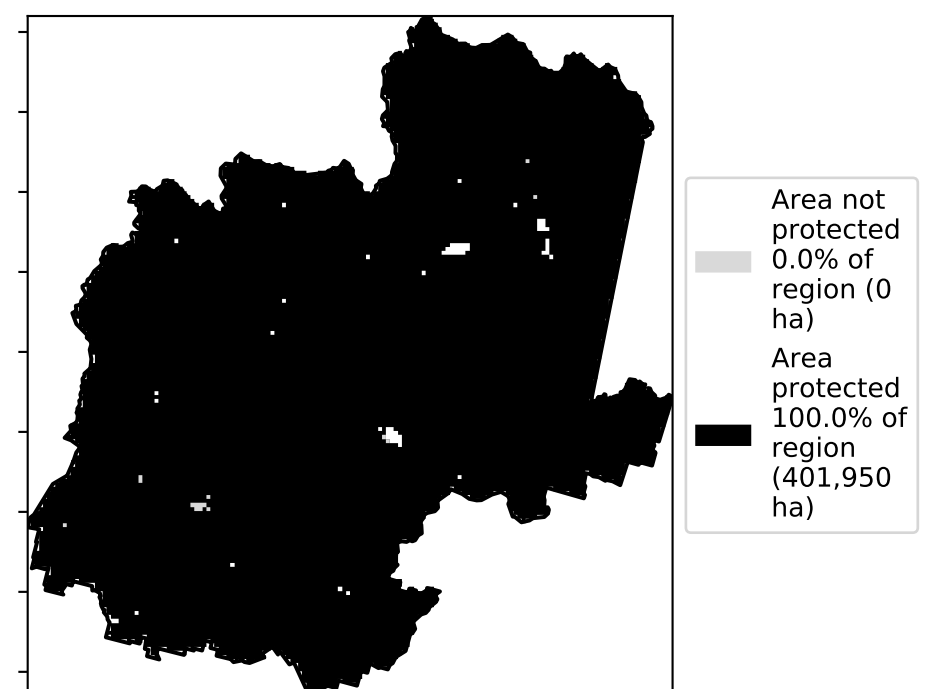 Area not
protected
0.0% of
region (0
ha)
Area
protected
100.0% of
region
(401,950
ha)